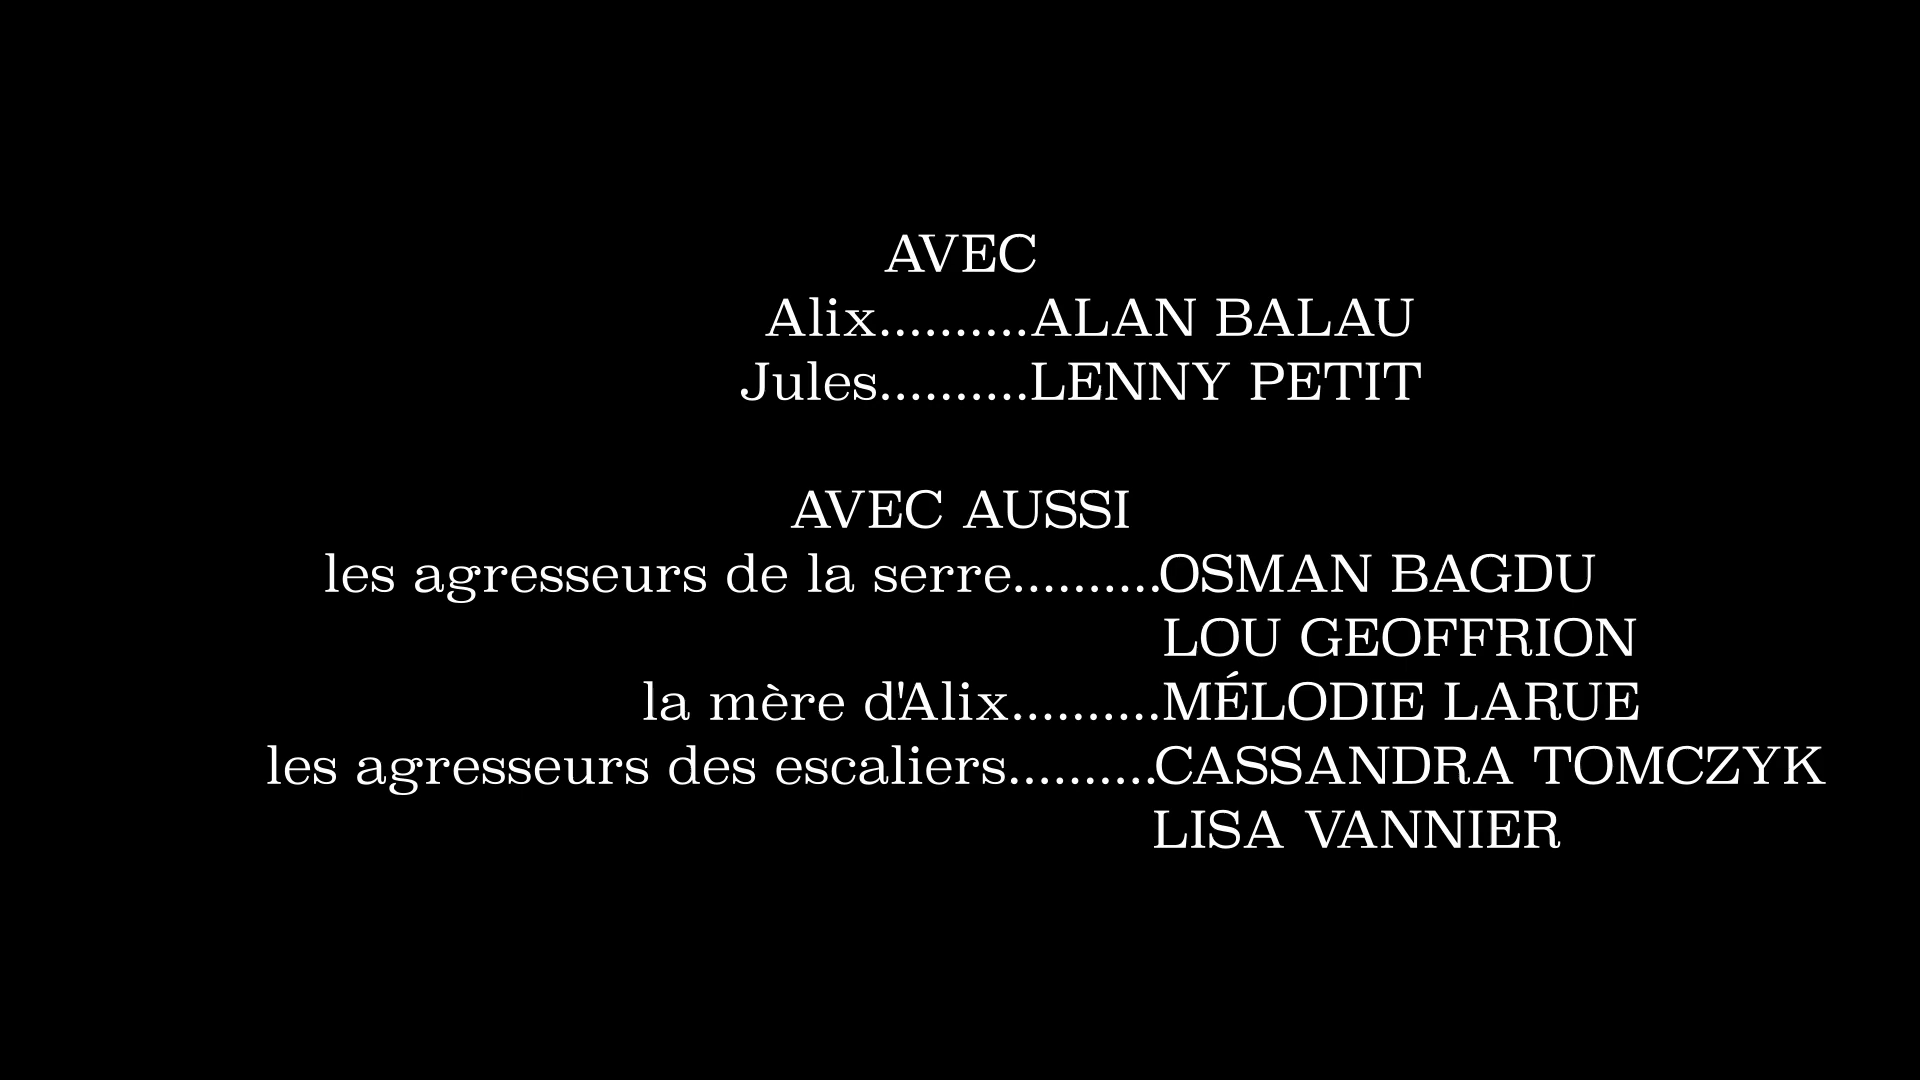 AVEC
Alix..........ALAN BALAU
Jules..........LENNY PETIT
AVEC AUSSI
les agresseurs de la serre..........OSMAN BAGDU
LOU GEOFFRION
la mère d'Alix..........MÉLODIE LARUE
les agresseurs des escaliers..........CASSANDRA TOMCZYK
LISA VANNIER